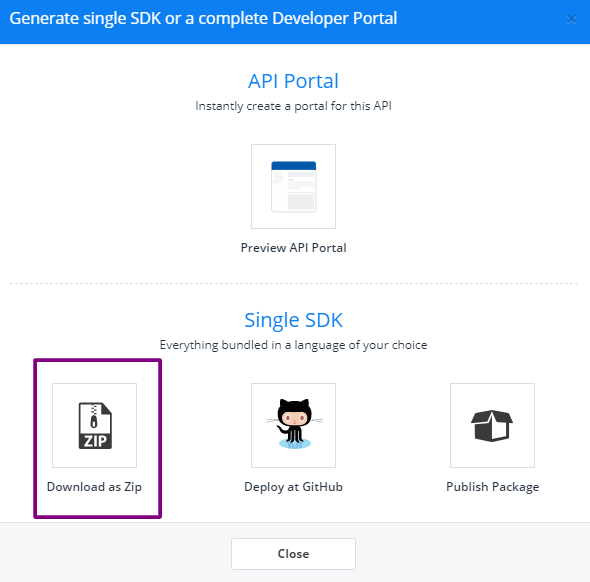 Generate single SDK or a complete Developer Portal
×
API Portal
Instantly create a portal for this API
Preview API Portal
Single SDK
Everything bundled in a language of your choice
ZIP
Download as Zip
Deploy at GitHub
Publish Package
Close